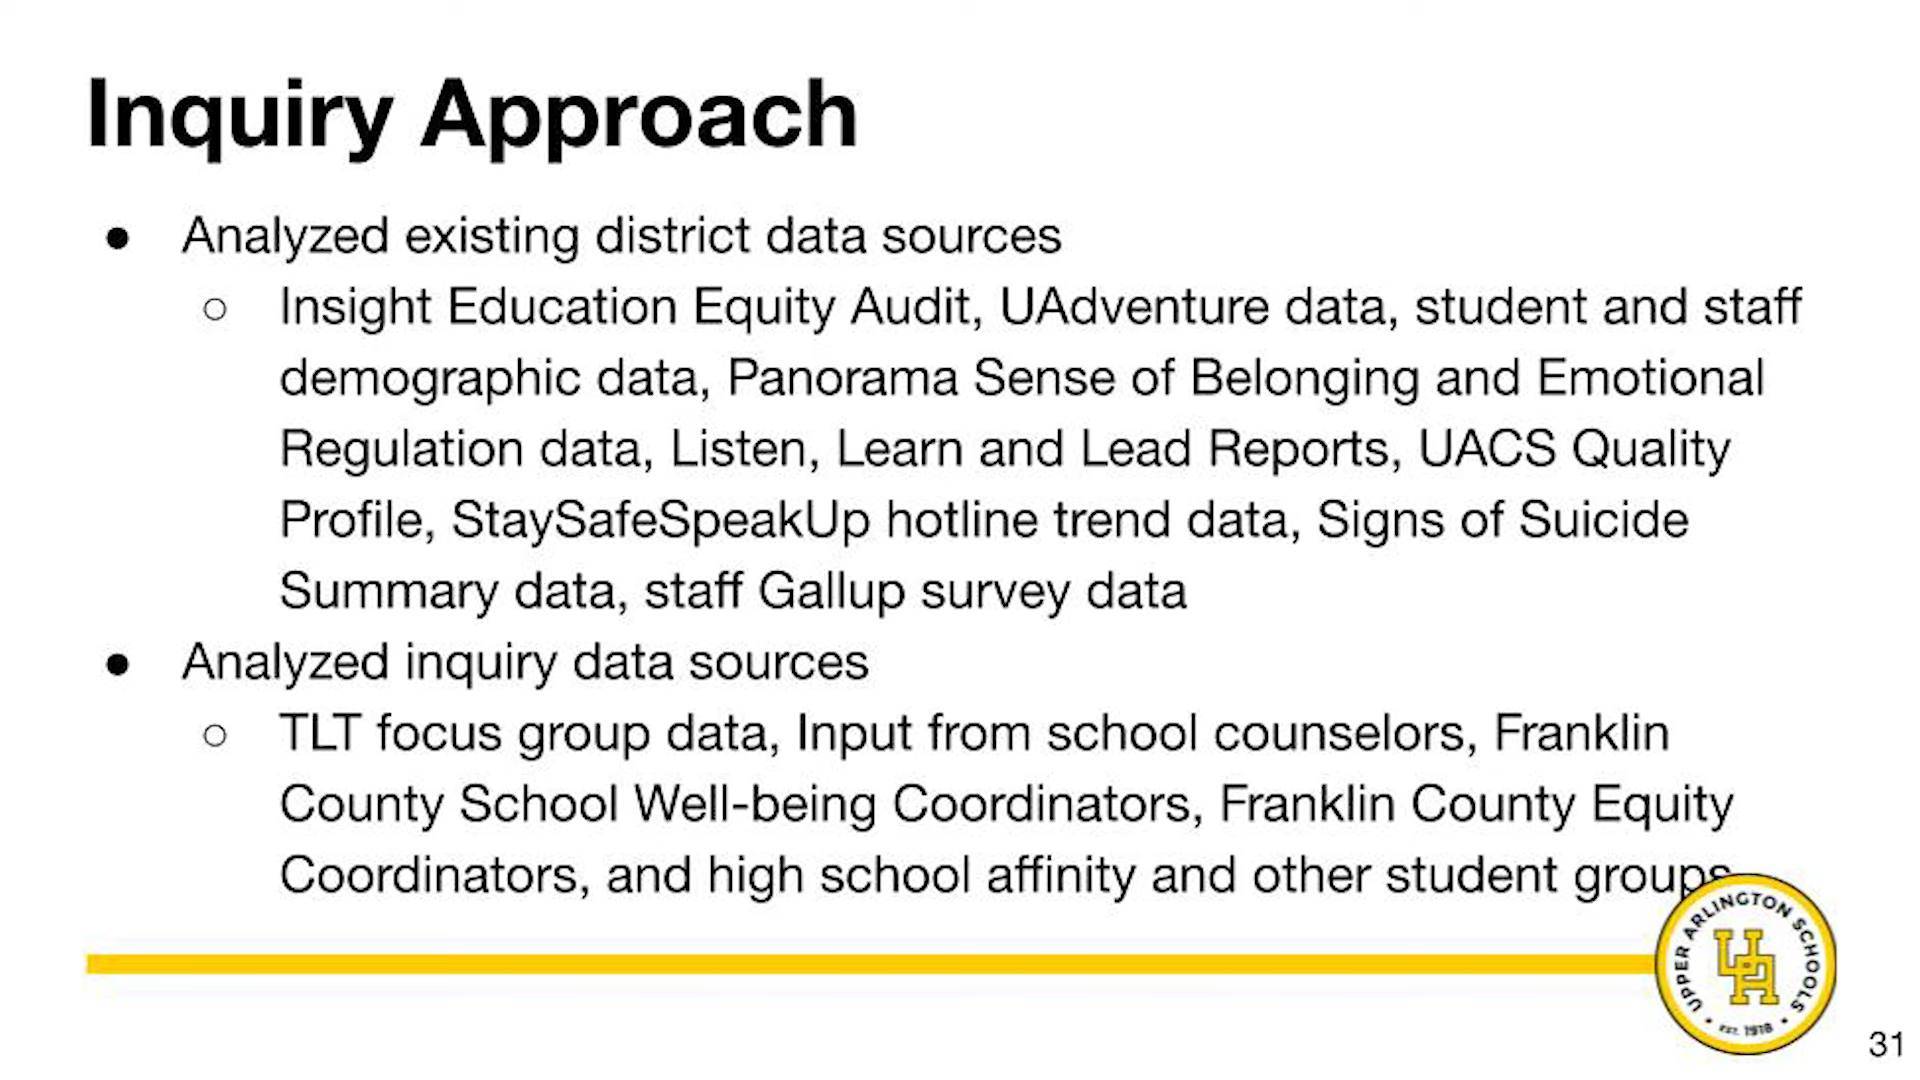 Inquiry Approach
● Analyzed existing district data sources
○ Insight Education Equity Audit, UAdventure data, student and staff
demographic data, Panorama Sense of Belonging and Emotional
Regulation data, Listen, Learn and Lead Reports, UACS Quality
Profile, StaySafeSpeakUp hotline trend data, Signs of Suicide
Summary data, staff Gallup survey data
● Analyzed inquiry data sources
○ TLT focus group data, Input from school counselors, Franklin
County School Well-being Coordinators, Franklin County Equity
Coordinators, and high school affinity and other student groups
UPPER ARLINGTON SCHOOLS
UA
• EST. 1918 •
31